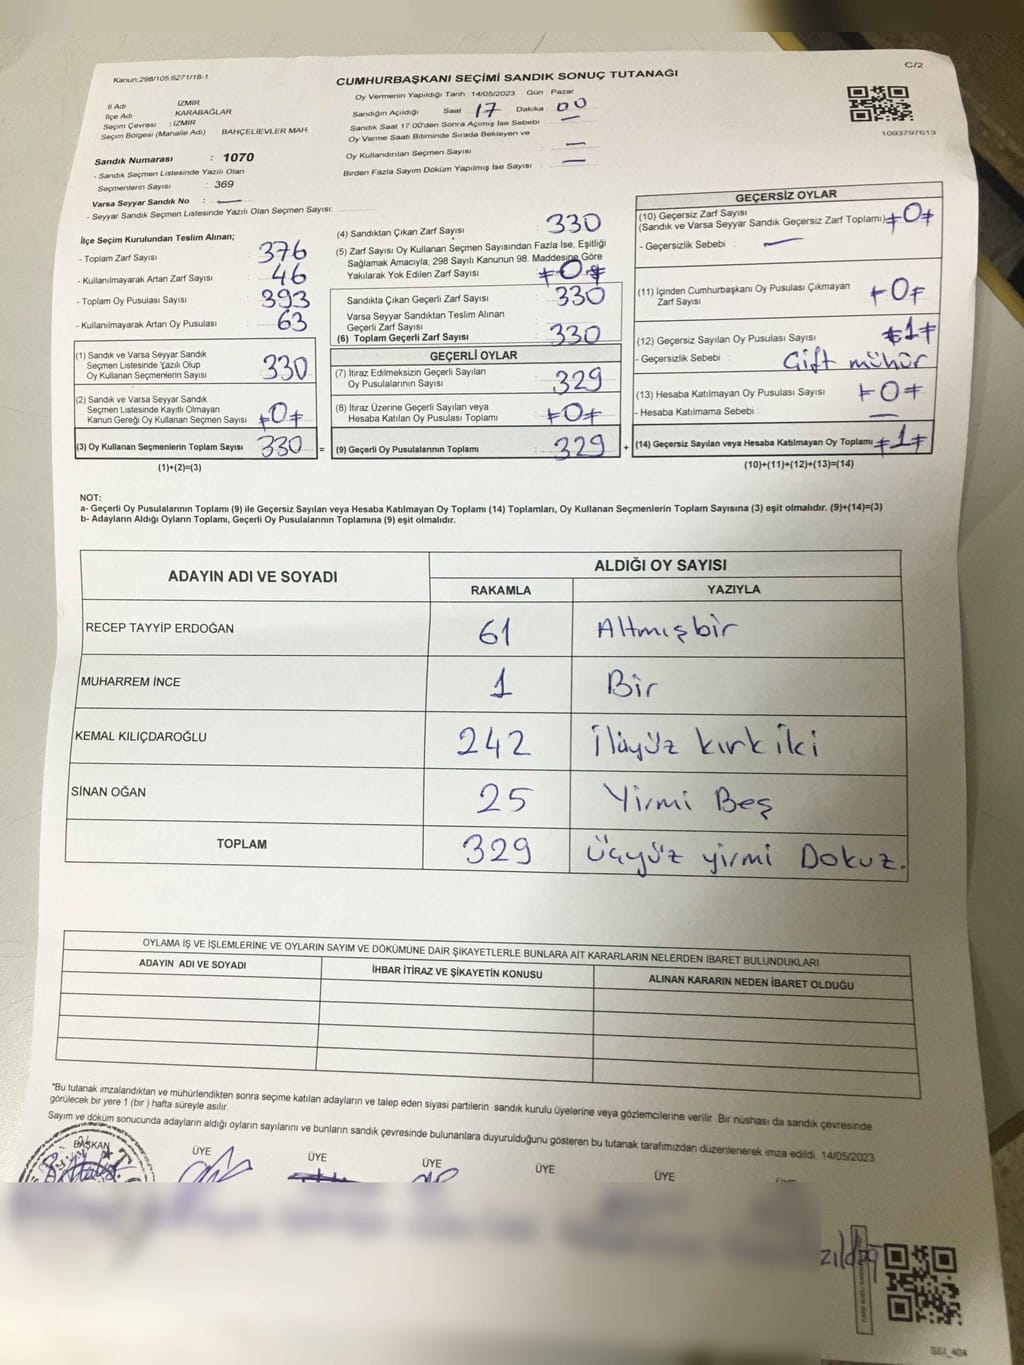 Kanun:298/105,6271/18-1
C/2
CUMHURBAŞKANI SEÇİMİ SANDIK SONUÇ TUTANAĞI
İl Adı : İZMİR
İlçe Adı : KARABAĞLAR
Seçim Çevresi : İZMİR
Seçim Bölgesi (Mahalle Adı) : BAHÇELİEVLER MAH.
Sandık Numarası : 1070
- Sandık Seçmen Listesinde Yazılı Olan
Seçmenlerin Sayısı : 369
Varsa Seyyar Sandık No : —
- Seyyar Sandık Seçmen Listesinde Yazılı Olan Seçmen Sayısı:
Oy Vermenin Yapıldığı Tarih 14/05/2023 Gün : Pazar
Sandığın Açıldığı Saat 17 Dakika : 00
Sandık Saat 17:00'den Sonra Açılmış İse Sebebi : —
Oy Verme Saati Bitiminde Sırada Bekleyen ve
Oy Kullandırılan Seçmen Sayısı : —
Birden Fazla Sayım Döküm Yapılmış İse Sayısı : —
1093797613
İlçe Seçim Kurulundan Teslim Alınan;
- Toplam Zarf Sayısı : 376
- Kullanılmayarak Artan Zarf Sayısı : 46
- Toplam Oy Pusulası Sayısı : 393
- Kullanılmayarak Artan Oy Pusulası : 63
(1) Sandık ve Varsa Seyyar Sandık
Seçmen Listesinde Yazılı Olup
Oy Kullanan Seçmenlerin Sayısı : 330
(2) Sandık ve Varsa Seyyar Sandık
Seçmen Listesinde Kayıtlı Olmayan
Kanun Gereği Oy Kullanan Seçmen Sayısı : ≠0≠
(3) Oy Kullanan Seçmenlerin Toplam Sayısı 330 =
(1)+(2)=(3)
(4) Sandıktan Çıkan Zarf Sayısı : 330
(5) Zarf Sayısı Oy Kullanan Seçmen Sayısından Fazla İse, Eşitliği
Sağlamak Amacıyla; 298 Sayılı Kanunun 98. Maddesine Göre
Yakılarak Yok Edilen Zarf Sayısı : ≠0≠
Sandıkta Çıkan Geçerli Zarf Sayısı : 330
Varsa Seyyar Sandıktan Teslim Alınan
Geçerli Zarf Sayısı :
(6) Toplam Geçerli Zarf Sayısı : 330
GEÇERLİ OYLAR
(7) İtiraz Edilmeksizin Geçerli Sayılan
Oy Pusulalarının Sayısı : 329
(8) İtiraz Üzerine Geçerli Sayılan veya
Hesaba Katılan Oy Pusulası Toplamı : ≠0≠
(9) Geçerli Oy Pusulalarının Toplamı : 329 +
GEÇERSİZ OYLAR
(10) Geçersiz Zarf Sayısı
(Sandık ve Varsa Seyyar Sandık Geçersiz Zarf Toplamı) : ≠0≠
- Geçersizlik Sebebi : —
(11) İçinden Cumhurbaşkanı Oy Pusulası Çıkmayan
Zarf Sayısı : ≠0≠
(12) Geçersiz Sayılan Oy Pusulası Sayısı : ≠1≠
- Geçersizlik Sebebi : Çift mühür
(13) Hesaba Katılmayan Oy Pusulası Sayısı : ≠0≠
- Hesaba Katılmama Sebebi : —
(14) Geçersiz Sayılan veya Hesaba Katılmayan Oy Toplamı : ≠1≠
(10)+(11)+(12)+(13)=(14)
NOT:
a- Geçerli Oy Pusulalarının Toplamı (9) ile Geçersiz Sayılan veya Hesaba Katılmayan Oy Toplamı (14) Toplamları, Oy Kullanan Seçmenlerin Toplam Sayısına (3) eşit olmalıdır. (9)+(14)=(3)
b- Adayların Aldığı Oyların Toplamı, Geçerli Oy Pusulalarının Toplamına (9) eşit olmalıdır.
ADAYIN ADI VE SOYADI ALDIĞI OY SAYISI
RAKAMLA YAZIYLA
RECEP TAYYİP ERDOĞAN 61 Altmışbir
MUHARREM İNCE 1 Bir
KEMAL KILIÇDAROĞLU 242 İkiyüz kırk iki
SİNAN OĞAN 25 Yirmi Beş
TOPLAM 329 Üçyüz yirmi Dokuz.
OYLAMA İŞ VE İŞLEMLERİNE VE OYLARIN SAYIM VE DÖKÜMÜNE DAİR ŞİKAYETLERLE BUNLARA AİT KARARLARIN NELERDEN İBARET BULUNDUKLARI
ADAYIN ADI VE SOYADI İHBAR İTİRAZ VE ŞİKAYETİN KONUSU ALINAN KARARIN NEDEN İBARET OLDUĞU
"Bu tutanak imzalandıktan ve mühürlendikten sonra seçime katılan adayların ve talep eden siyasi partilerin sandık kurulu üyelerine veya gözlemcilerine verilir. Bir nüshası da sandık çevresinde
görülecek bir yere 1 (bir ) hafta süreyle asılır.
Sayım ve döküm sonucunda adayların aldığı oyların sayılarını ve bunların sandık çevresinde bulunanlara duyurulduğunu gösteren bu tutanak tarafımızdan düzenlenerek imza edildi. 14/05/2023
BAŞKAN ÜYE ÜYE ÜYE ÜYE ÜYE
SSI_404